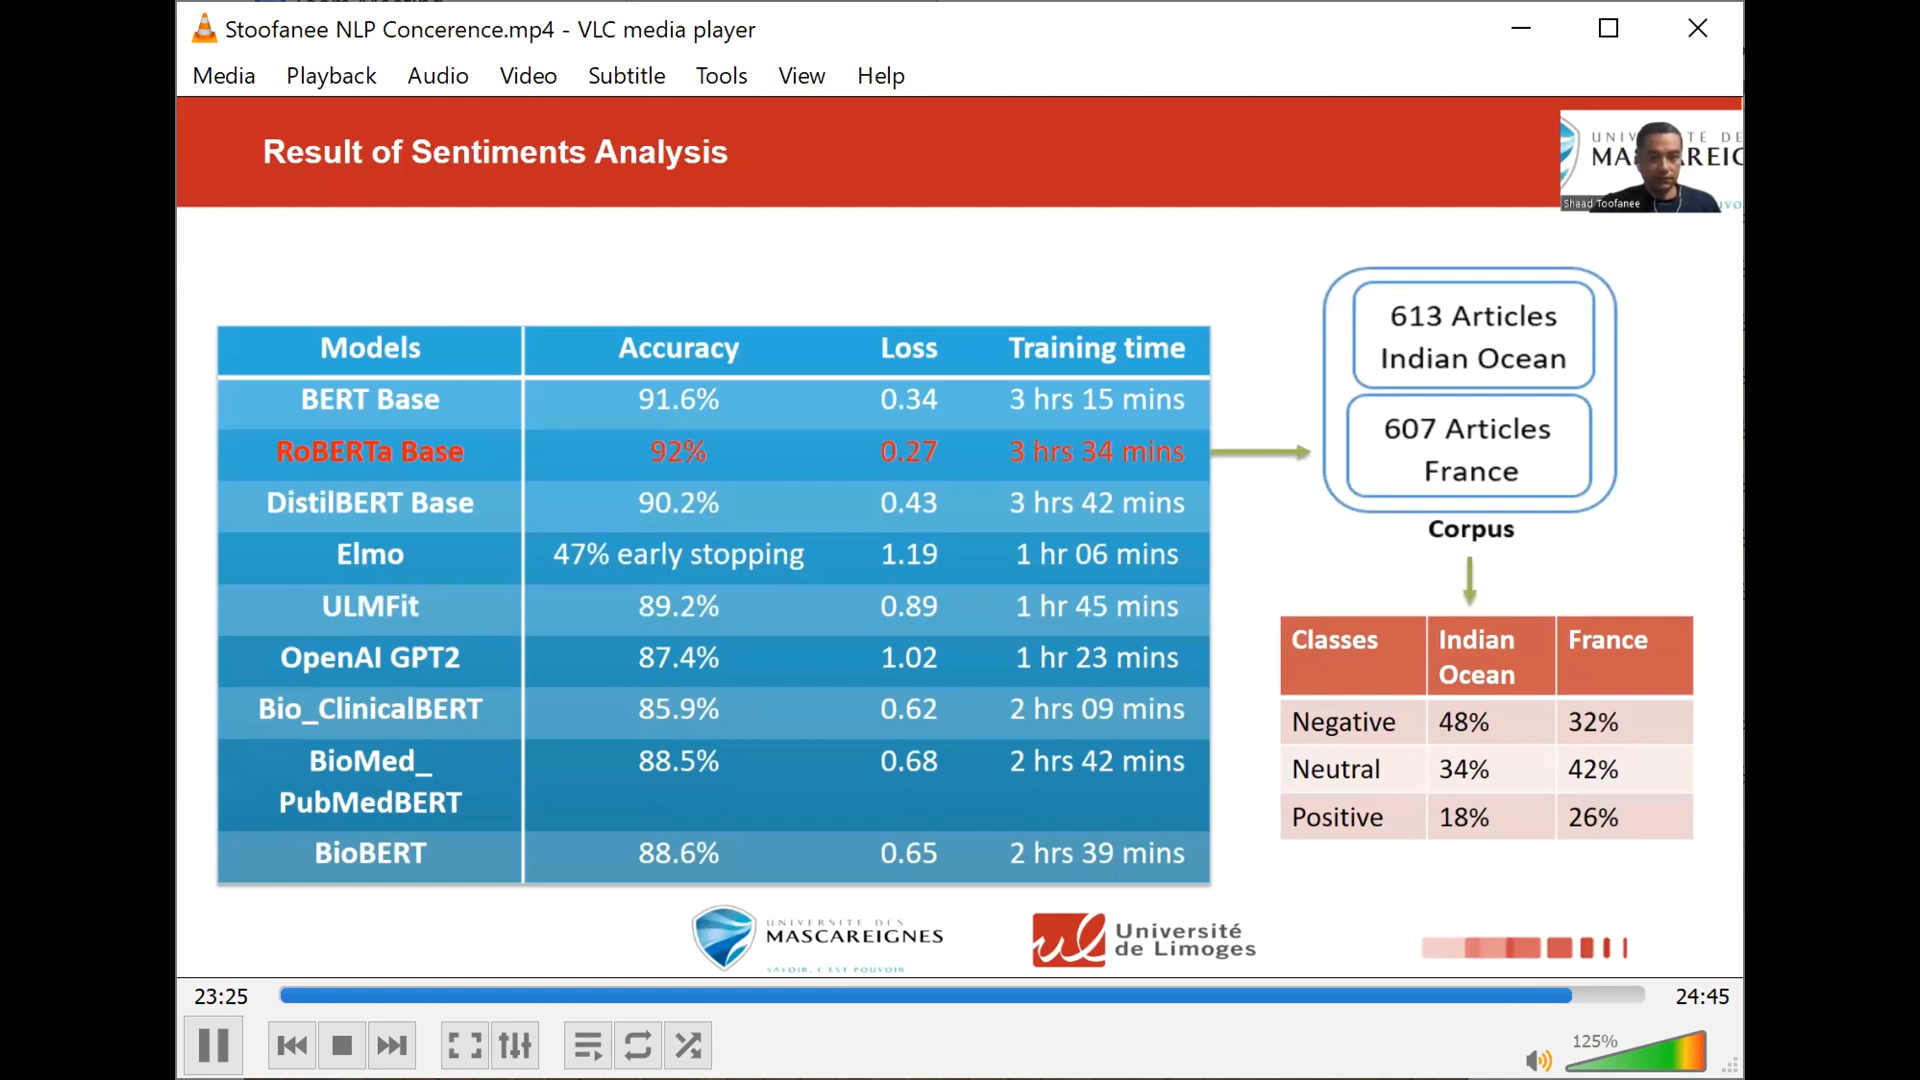 Stoofanee NLP Concerence.mp4 - VLC media player
Media Playback Audio Video Subtitle Tools View Help
Result of Sentiments Analysis
Shaad Toofanee
Models Accuracy Loss Training time
BERT Base 91.6% 0.34 3 hrs 15 mins
RoBERTa Base 92% 0.27 3 hrs 34 mins
DistilBERT Base 90.2% 0.43 3 hrs 42 mins
Elmo 47% early stopping 1.19 1 hr 06 mins
ULMFit 89.2% 0.89 1 hr 45 mins
OpenAI GPT2 87.4% 1.02 1 hr 23 mins
Bio_ClinicalBERT 85.9% 0.62 2 hrs 09 mins
BioMed_ 88.5% 0.68 2 hrs 42 mins
PubMedBERT
BioBERT 88.6% 0.65 2 hrs 39 mins
613 Articles
Indian Ocean
607 Articles
France
Corpus
Classes Indian France
Ocean
Negative 48% 32%
Neutral 34% 42%
Positive 18% 26%
UNIVERSITÉ DES
MASCAREIGNES
SAVOIR, C'EST POUVOIR
ul Université
de Limoges
23:25 24:45
125%